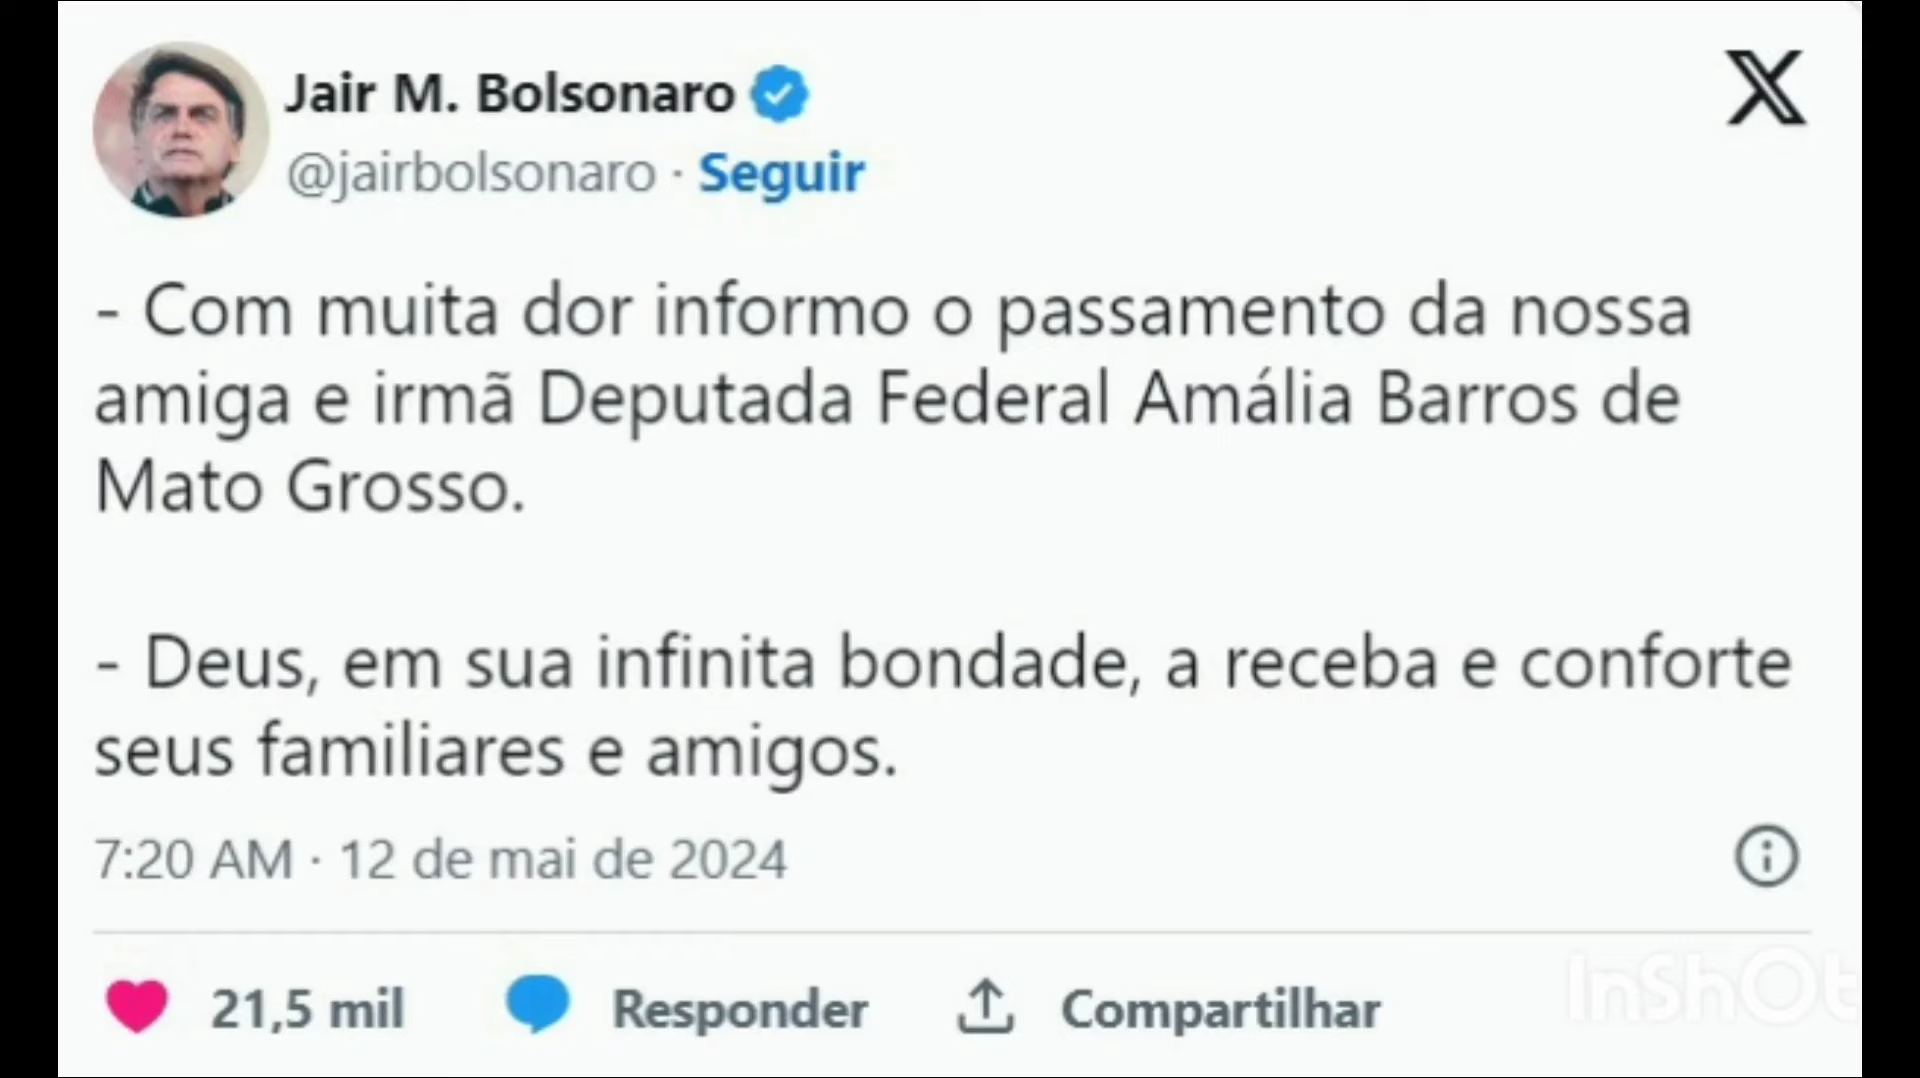 Jair M. Bolsonaro
@jairbolsonaro · Seguir
X
- Com muita dor informo o passamento da nossa
amiga e irmã Deputada Federal Amália Barros de
Mato Grosso.
- Deus, em sua infinita bondade, a receba e conforte
seus familiares e amigos.
7:20 AM · 12 de mai de 2024
21,5 mil Responder Compartilhar
InShOt